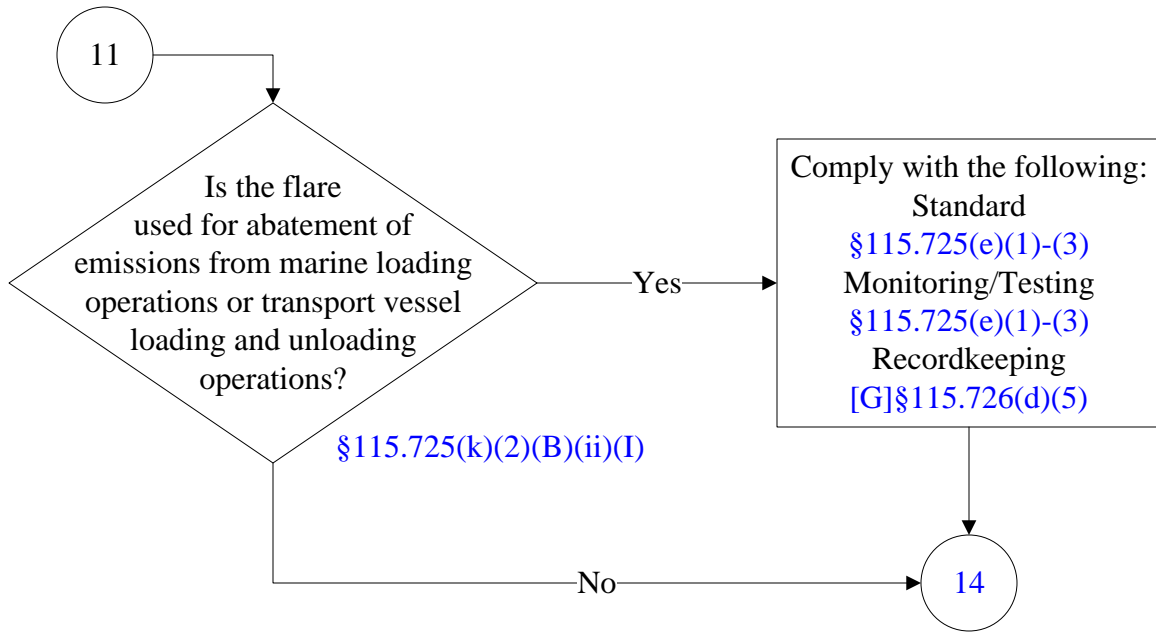 11
Is the flare
used for abatement of
emissions from marine loading
operations or transport vessel
loading and unloading
operations?
§115.725(k)(2)(B)(ii)(I)
Yes
Comply with the following:
Standard
§115.725(e)(1)-(3)
Monitoring/Testing
§115.725(e)(1)-(3)
Recordkeeping
[G]§115.726(d)(5)
No
14